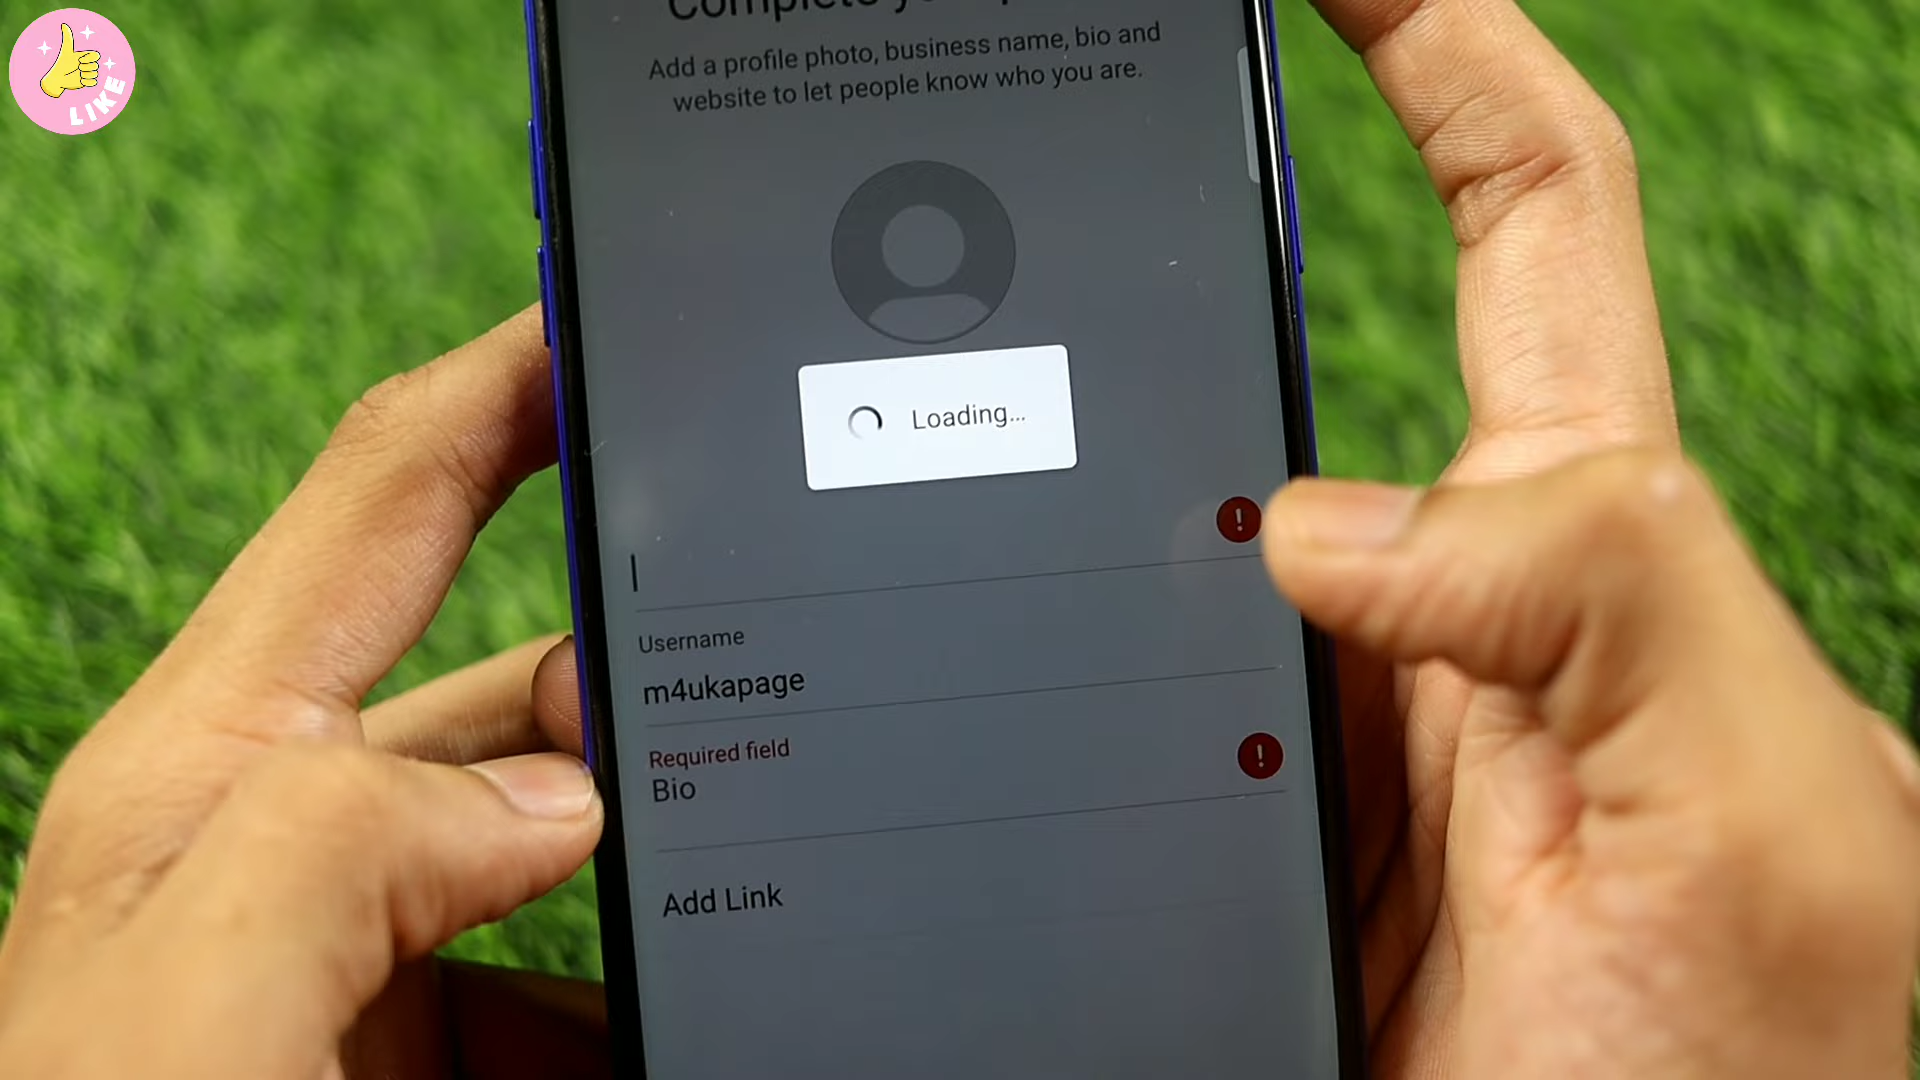 LIKE
Complete
Add a profile photo, business name, bio and
website to let people know who you are.
Loading...
Username
m4ukapage
Required field
Bio
Add Link